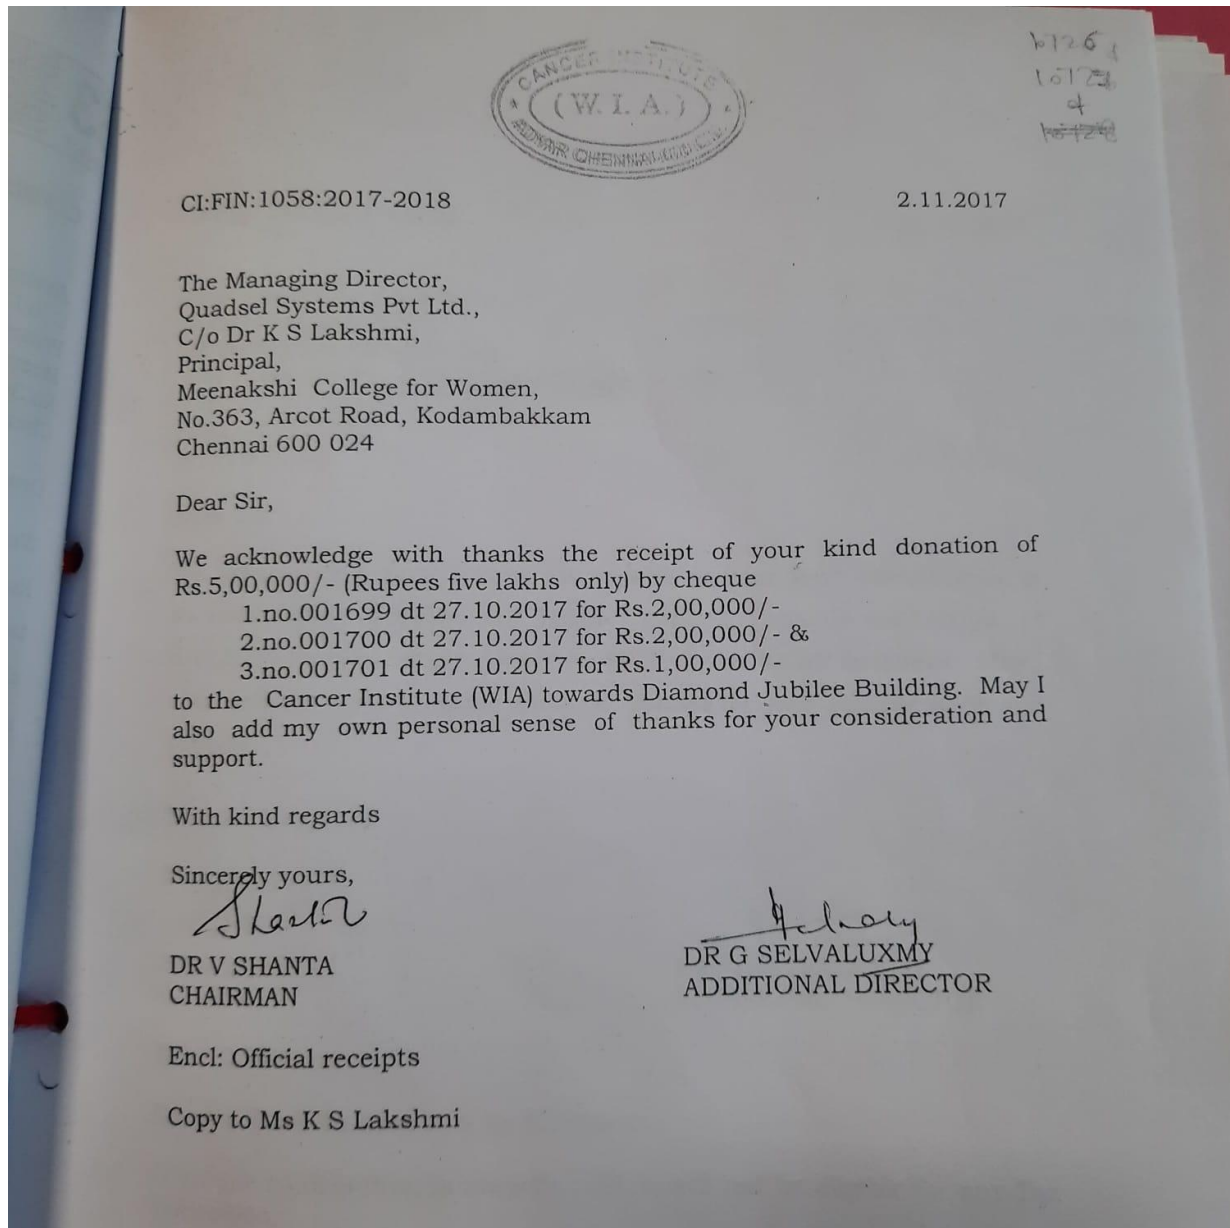 CANCER INSTITUTE
(W. I. A.)
ADYAR CHENNAI
CI:FIN:1058:2017-2018
2.11.2017
The Managing Director,
Quadsel Systems Pvt Ltd.,
C/o Dr K S Lakshmi,
Principal,
Meenakshi College for Women,
No.363, Arcot Road, Kodambakkam
Chennai 600 024
Dear Sir,
We acknowledge with thanks the receipt of your kind donation of
Rs.5,00,000/- (Rupees five lakhs only) by cheque
1.no.001699 dt 27.10.2017 for Rs.2,00,000/-
2.no.001700 dt 27.10.2017 for Rs.2,00,000/- &
3.no.001701 dt 27.10.2017 for Rs.1,00,000/-
to the Cancer Institute (WIA) towards Diamond Jubilee Building. May I
also add my own personal sense of thanks for your consideration and
support.
With kind regards
Sincerely yours,
DR V SHANTA
CHAIRMAN
DR G SELVALUXMY
ADDITIONAL DIRECTOR
Encl: Official receipts
Copy to Ms K S Lakshmi